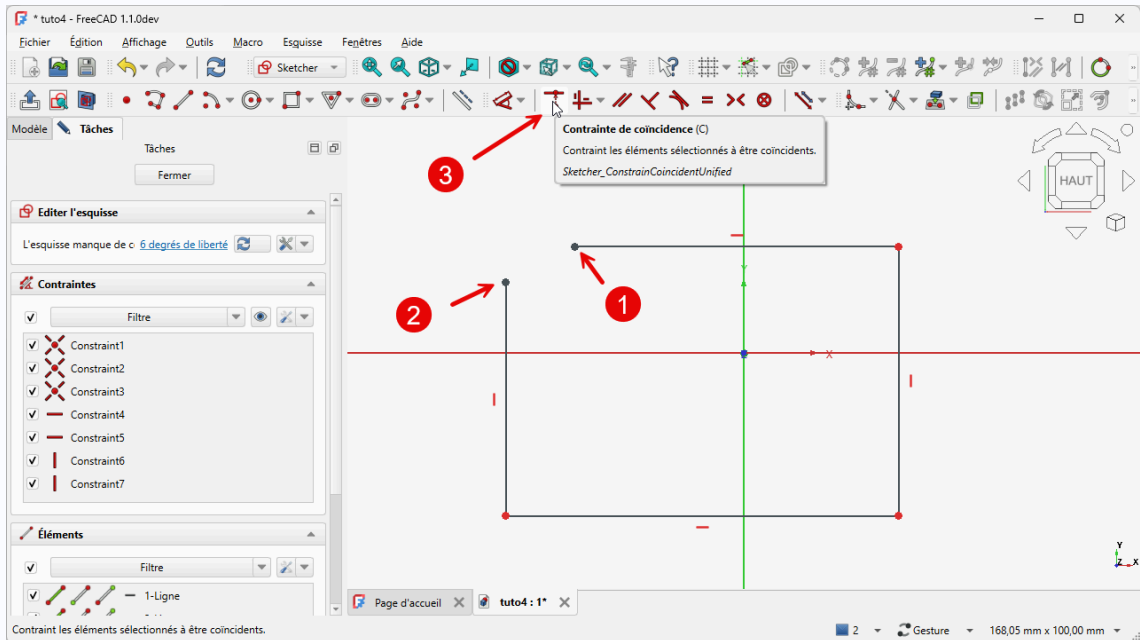 * tuto4 - FreeCAD 1.1.0dev
Fichier Édition Affichage Outils Macro Esquisse Fenêtres Aide
Sketcher
Modèle Tâches
Tâches
Fermer
Editer l'esquisse
L'esquisse manque de c 6 degrés de liberté
Contraintes
Filtre
Constraint1
Constraint2
Constraint3
Constraint4
Constraint5
Constraint6
Constraint7
Éléments
Filtre
1-Ligne
Contrainte de coïncidence (C)
Contraint les éléments sélectionnés à être coïncidents.
Sketcher_ConstrainCoincidentUnified
3
HAUT
1
2
Y
X
Y
Z X
Page d'accueil
tuto4 : 1*
Contraint les éléments sélectionnés à être coïncidents.
2 Gesture 168,05 mm x 100,00 mm